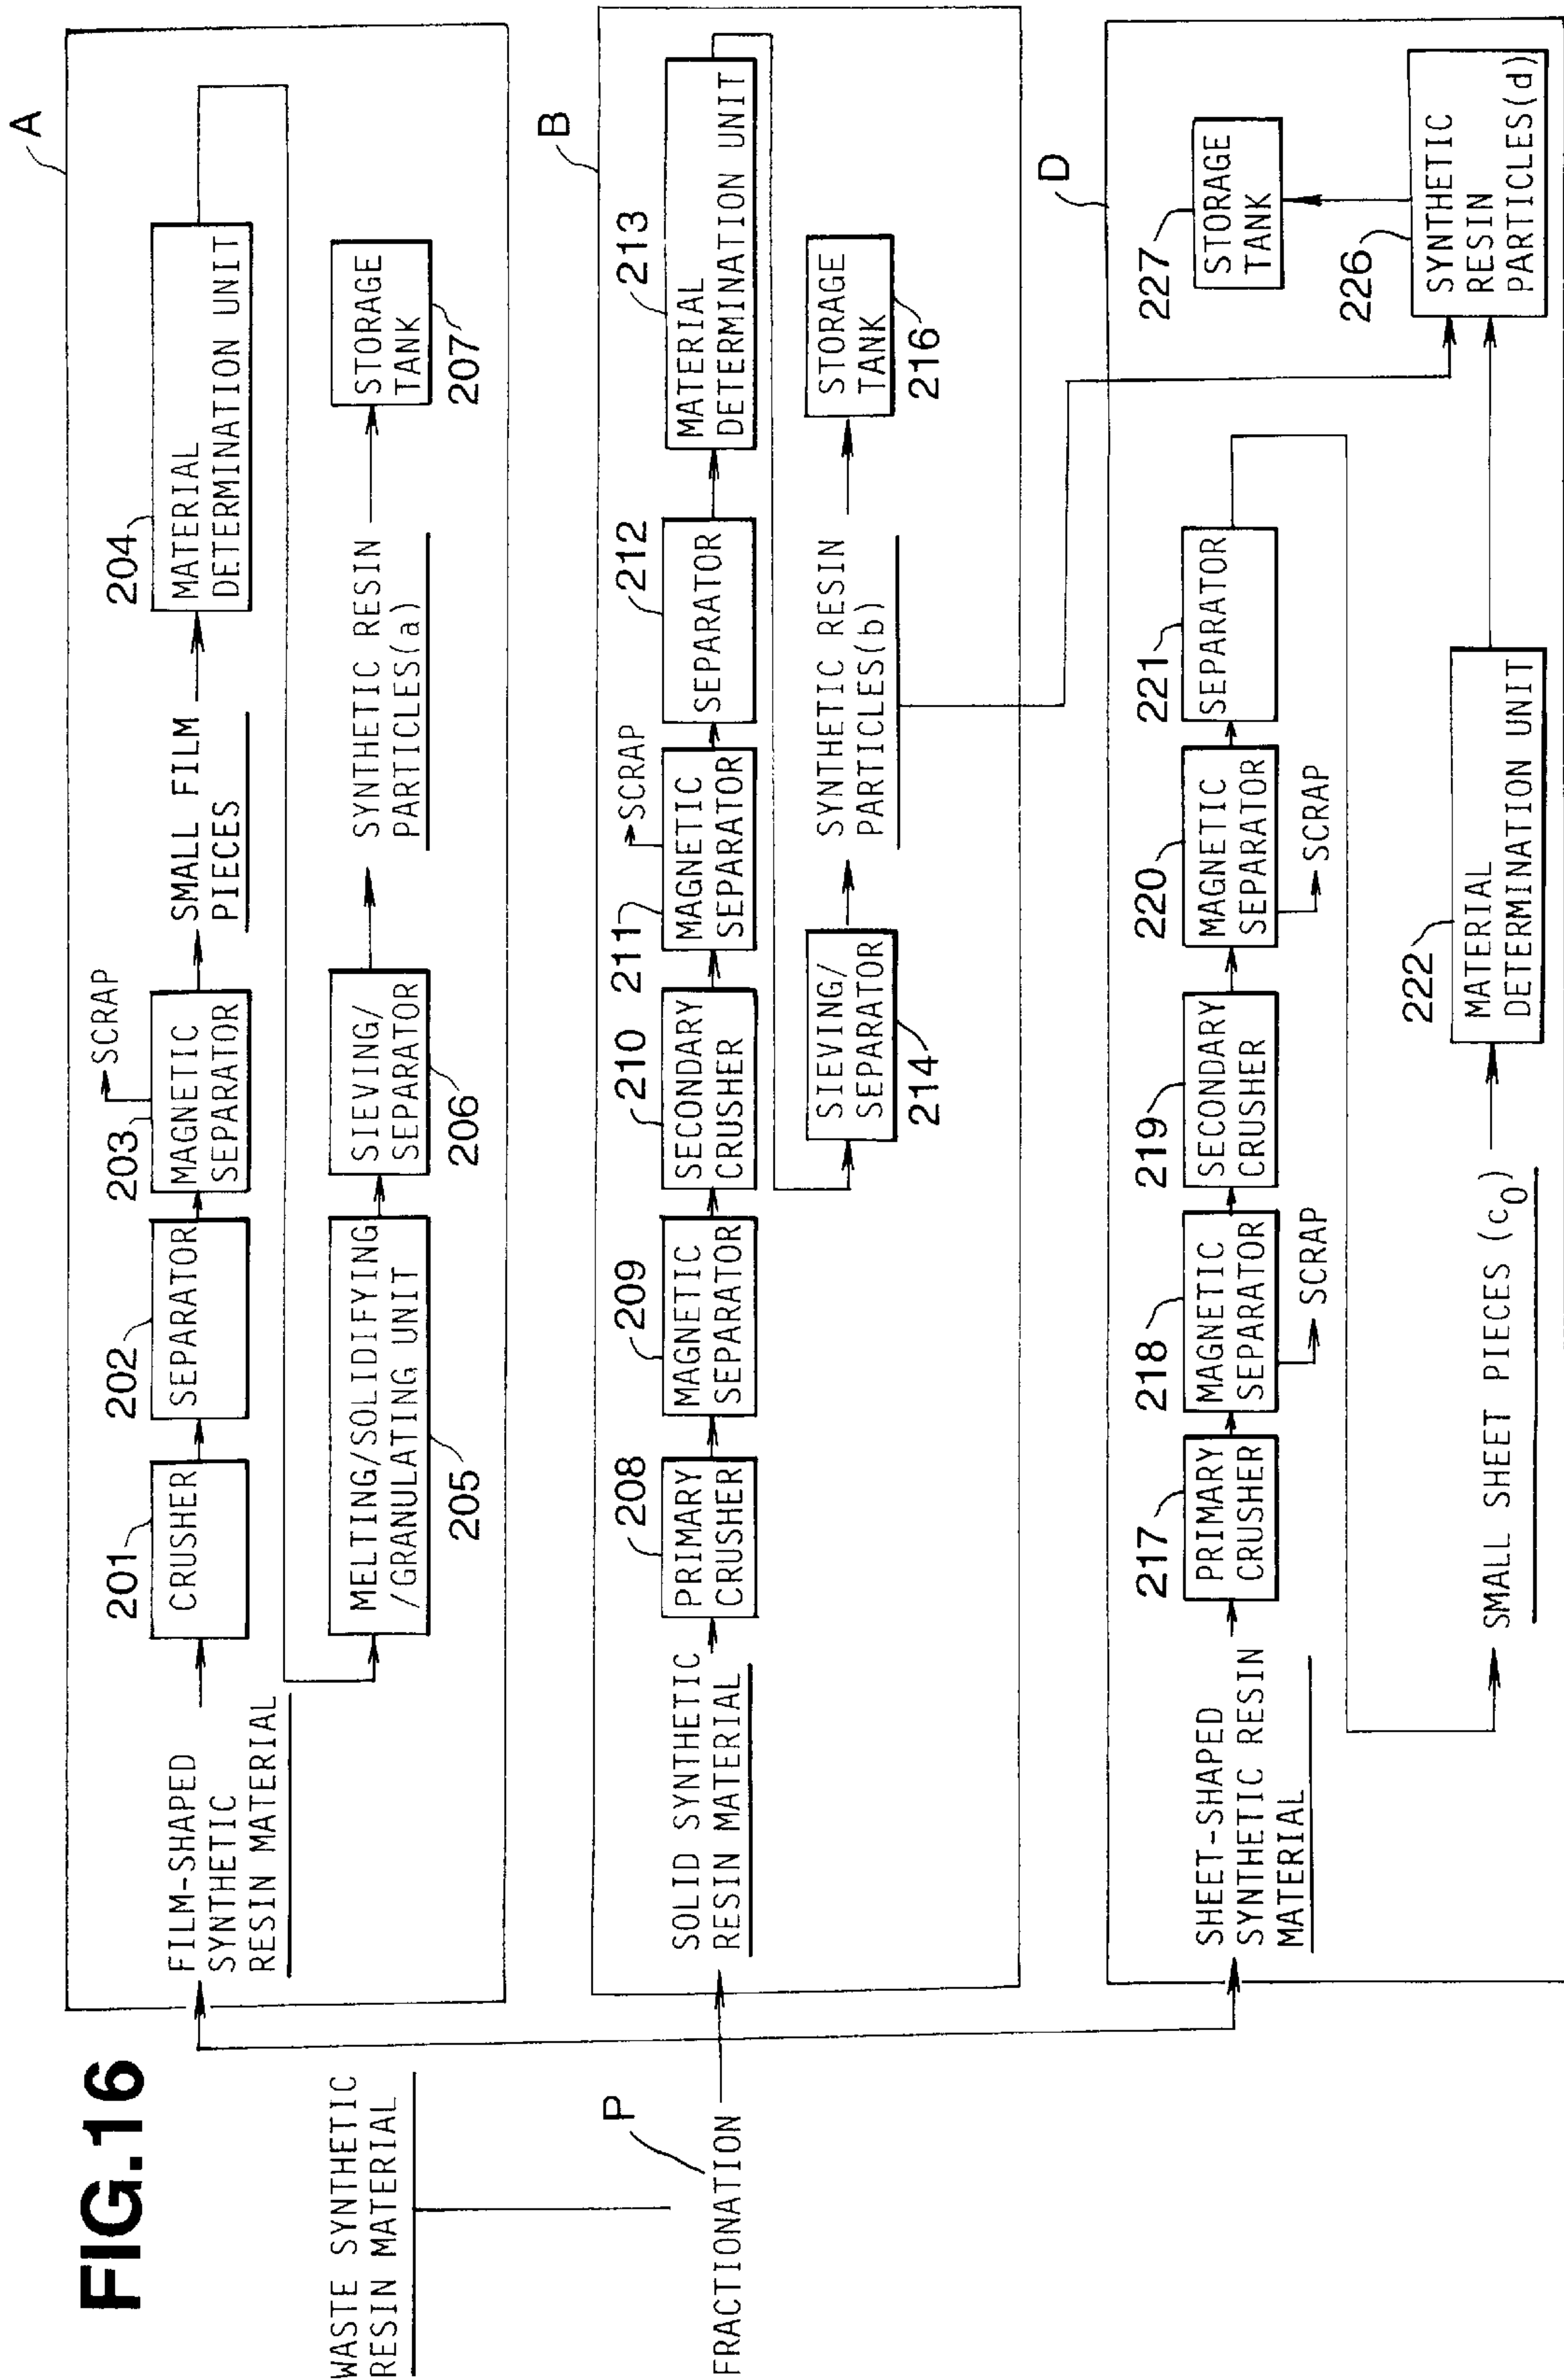 FIG.16
WASTE SYNTHETIC
RESIN MATERIAL
P
FRACTIONATION
A
FILM-SHAPED
SYNTHETIC
RESIN MATERIAL
201
CRUSHER
202
SEPARATOR
203
MAGNETIC
SEPARATOR
SCRAP
SMALL FILM
PIECES
204
MATERIAL
DETERMINATION UNIT
MELTING/SOLIDIFYING
/GRANULATING UNIT
205
SIEVING/
SEPARATOR
206
SYNTHETIC RESIN
PARTICLES(a)
STORAGE
TANK
207
B
SOLID SYNTHETIC
RESIN MATERIAL
208
PRIMARY
CRUSHER
209
MAGNETIC
SEPARATOR
210
SECONDARY
CRUSHER
211
MAGNETIC
SEPARATOR
SCRAP
212
SEPARATOR
213
MATERIAL
DETERMINATION UNIT
SIEVING/
SEPARATOR
214
SYNTHETIC RESIN
PARTICLES(b)
STORAGE
TANK
216
D
SHEET-SHAPED
SYNTHETIC RESIN
MATERIAL
217
PRIMARY
CRUSHER
218
MAGNETIC
SEPARATOR
SCRAP
219
SECONDARY
CRUSHER
220
MAGNETIC
SEPARATOR
SCRAP
221
SEPARATOR
SMALL SHEET PIECES (c₀)
222
MATERIAL
DETERMINATION UNIT
226
SYNTHETIC
RESIN
PARTICLES(d)
227
STORAGE
TANK